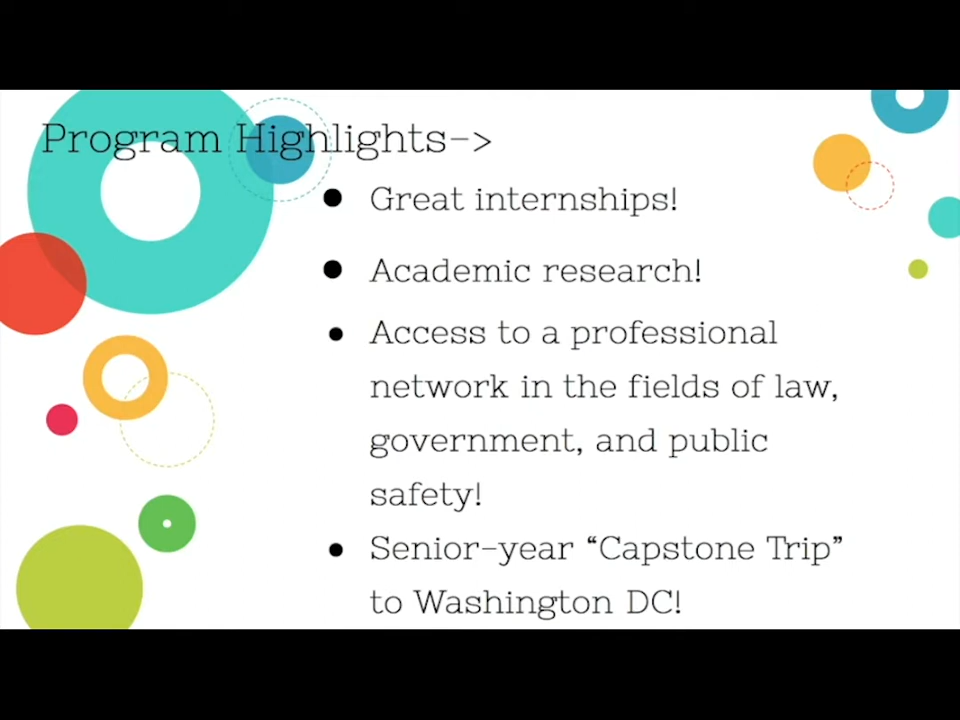 Program Highlights->
● Great internships!
● Academic research!
● Access to a professional
network in the fields of law,
government, and public
safety!
● Senior-year “Capstone Trip”
to Washington DC!